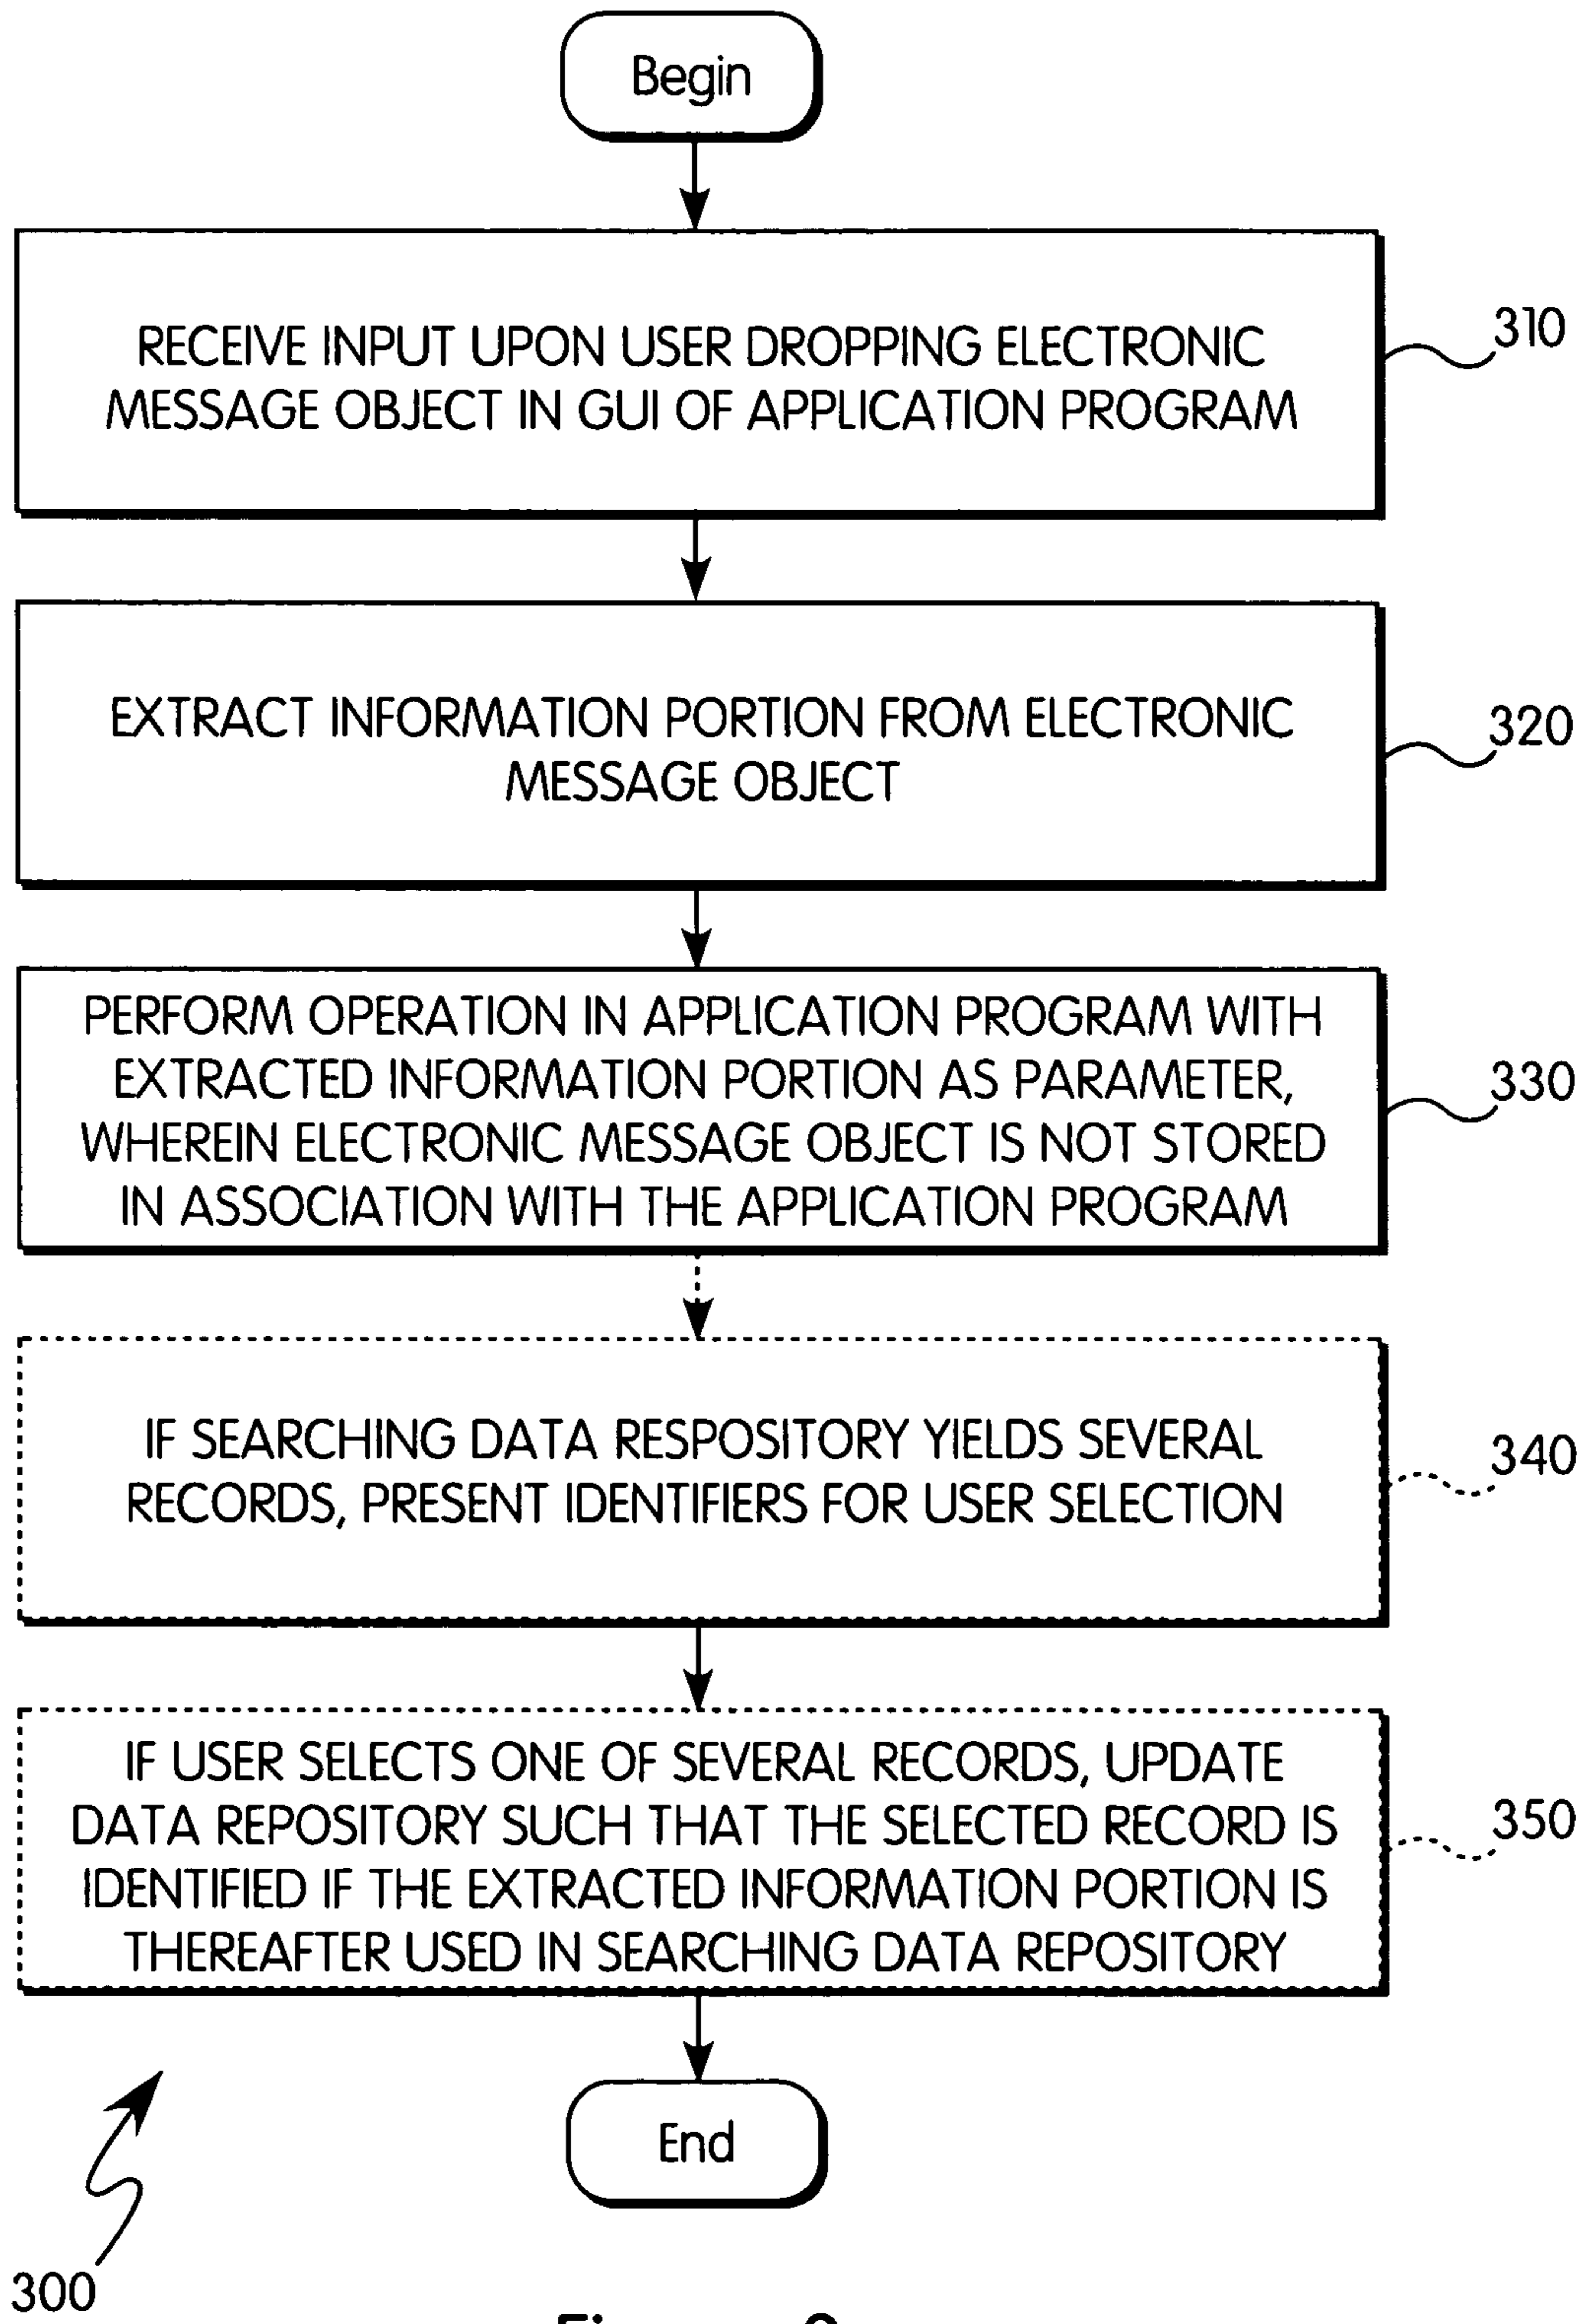 Begin
RECEIVE INPUT UPON USER DROPPING ELECTRONIC
MESSAGE OBJECT IN GUI OF APPLICATION PROGRAM
310
EXTRACT INFORMATION PORTION FROM ELECTRONIC
MESSAGE OBJECT
320
PERFORM OPERATION IN APPLICATION PROGRAM WITH
EXTRACTED INFORMATION PORTION AS PARAMETER,
WHEREIN ELECTRONIC MESSAGE OBJECT IS NOT STORED
IN ASSOCIATION WITH THE APPLICATION PROGRAM
330
IF SEARCHING DATA RESPOSITORY YIELDS SEVERAL
RECORDS, PRESENT IDENTIFIERS FOR USER SELECTION
340
IF USER SELECTS ONE OF SEVERAL RECORDS, UPDATE
DATA REPOSITORY SUCH THAT THE SELECTED RECORD IS
IDENTIFIED IF THE EXTRACTED INFORMATION PORTION IS
THEREAFTER USED IN SEARCHING DATA REPOSITORY
350
End
300